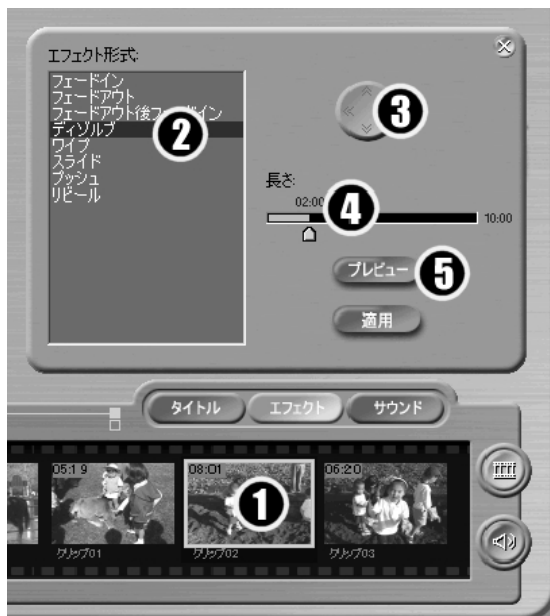 エフェクト形式:
フェードイン
フェードアウト
フェードアウト後フェードイン
ディゾルブ
ワイプ
スライド
プッシュ
リビール
2
3
長さ:
02:00
4
10:00
プレビュー
5
適用
タイトル
エフェクト
サウンド
05:19
08:01
06:20
1
クリップ01
クリップ02
クリップ03